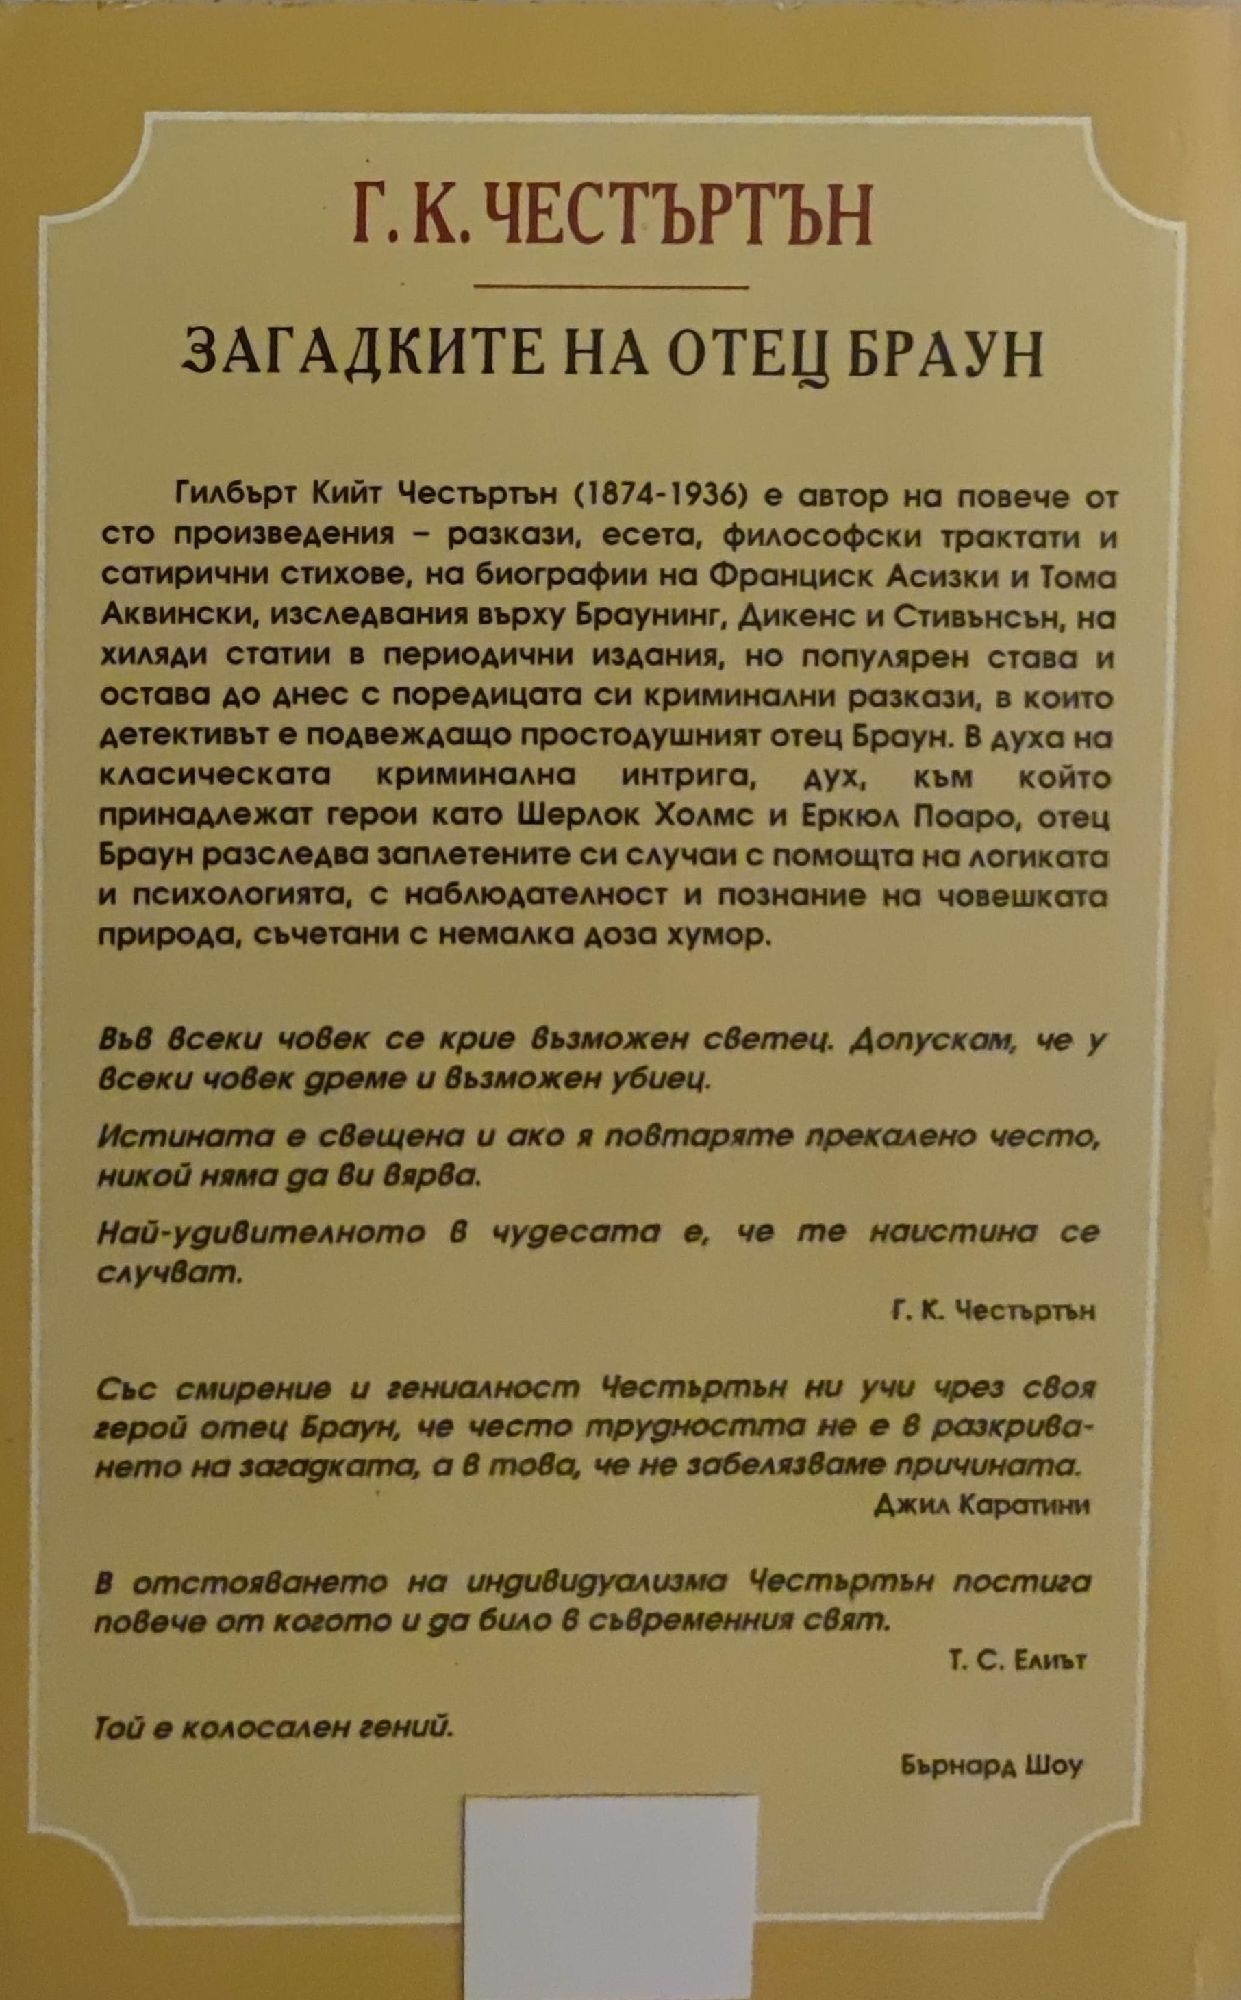 Г. К. ЧЕСТЪРТЪН
ЗАГАДКИТЕ НА ОТЕЦ БРАУН
Гилбърт Кийт Честъртън (1874-1936) е автор на повече от
сто произведения – разкази, есета, философски трактати и
сатирични стихове, на биографии на Франциск Асизки и Тома
Аквински, изследвания върху Браунинг, Дикенс и Стивънсън, на
хиляди статии в периодични издания, но популярен става и
остава до днес с поредицата си криминални разкази, в които
детективът е подвеждащо простодушният отец Браун. В духа на
класическата криминална интрига, дух, към който
принадлежат герои като Шерлок Холмс и Еркюл Поаро, отец
Браун разследва заплетените си случаи с помощта на логиката
и психологията, с наблюдателност и познание на човешката
природа, съчетани с немалка доза хумор.
Във всеки човек се крие възможен светец. Допускам, че у
всеки човек дреме и възможен убиец.
Истината е свещена и ако я повтаряте прекалено често,
никой няма да ви вярва.
Най-удивителното в чудесата е, че те наистина се
случват.
Г. К. Честъртън
Със смирение и гениалност Честъртън ни учи чрез своя
герой отец Браун, че често трудността не е в разкрива-
нето на загадката, а в това, че не забелязваме причината.
Джил Каратини
В отстояването на индивидуализма Честъртън постига
повече от когото и да било в съвременния свят.
Т. С. Елиът
Той е колосален гений.
Бърнард Шоу